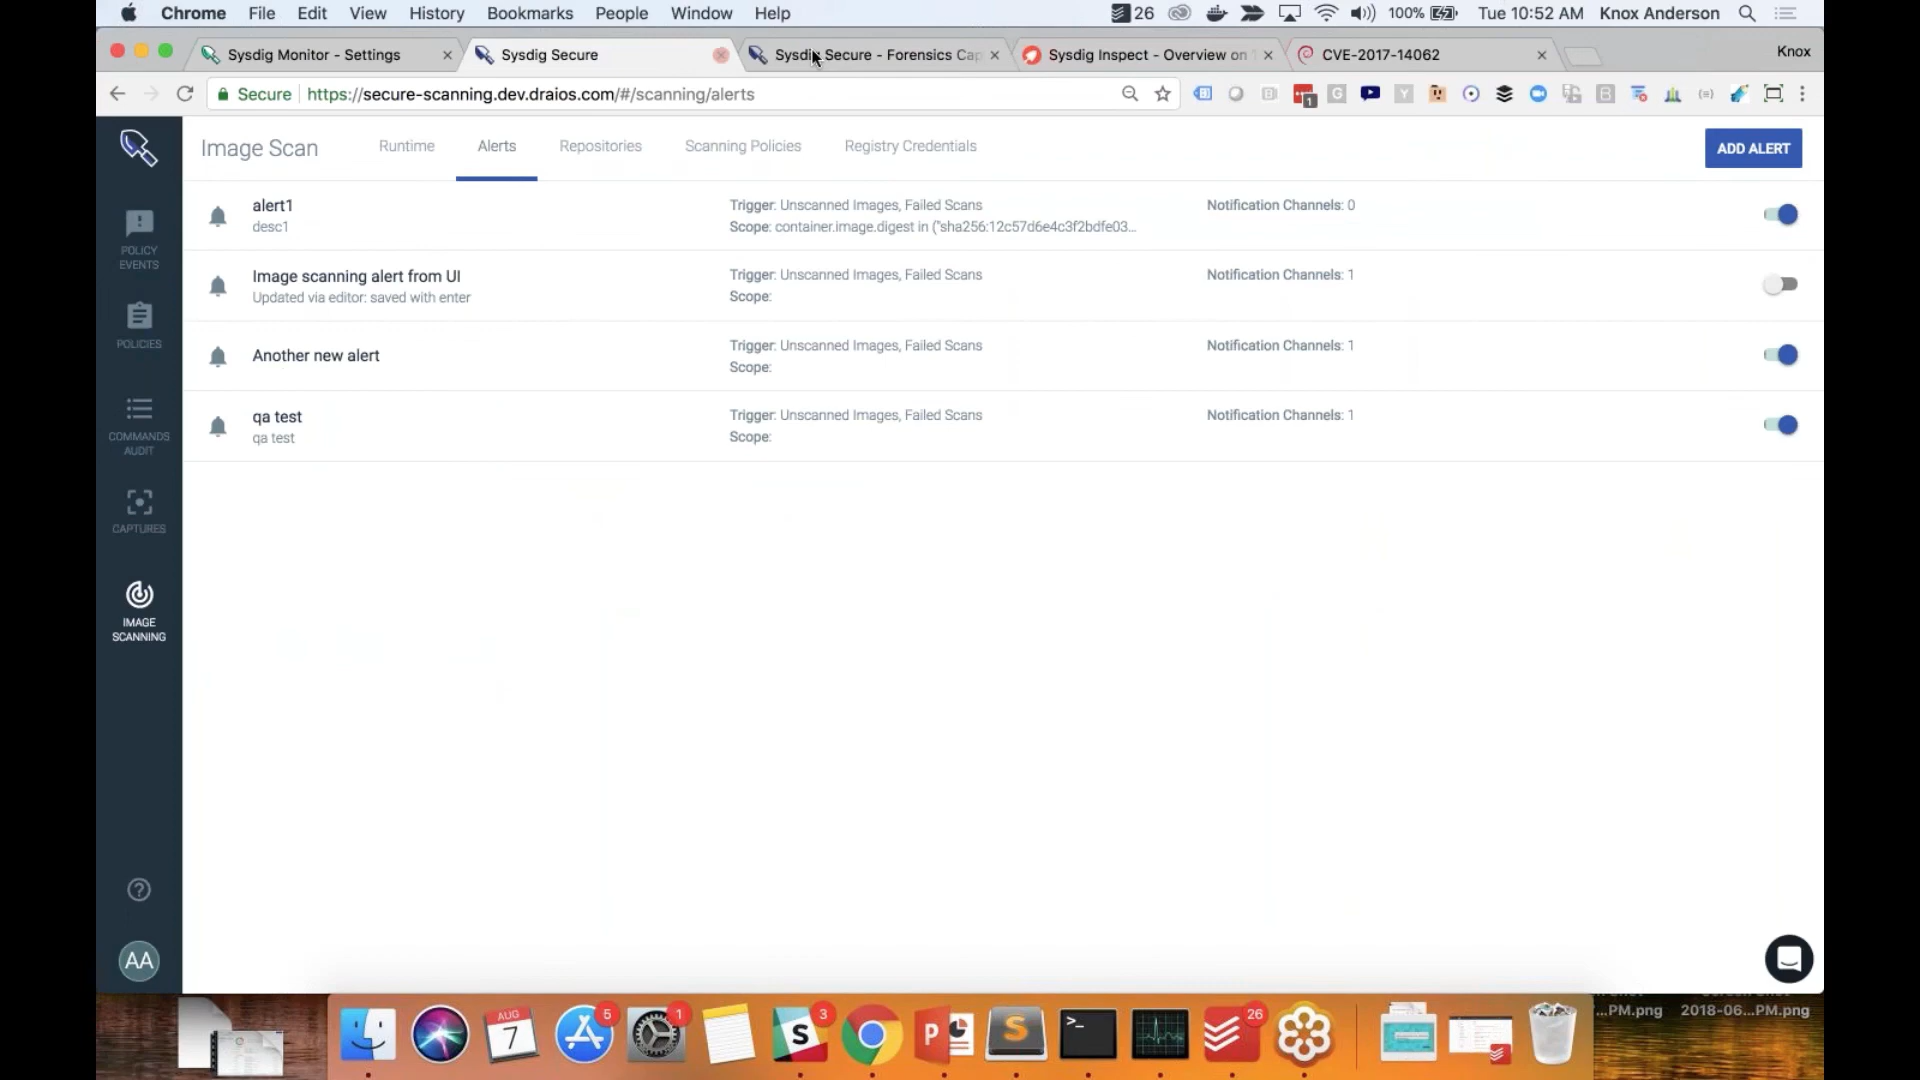 Chrome File Edit View History Bookmarks People Window Help 26 100% Tue 10:52 AM Knox Anderson
Sysdig Monitor - Settings Sysdig Secure Sysdig Secure - Forensics Cap Sysdig Inspect - Overview on CVE-2017-14062 Knox
Secure https://secure-scanning.dev.draios.com/#/scanning/alerts
Image Scan Runtime Alerts Repositories Scanning Policies Registry Credentials ADD ALERT
POLICY
EVENTS
POLICIES
COMMANDS
AUDIT
CAPTURES
IMAGE
SCANNING
AA
alert1
desc1
Trigger: Unscanned Images, Failed Scans
Scope: container.image.digest in ("sha256:12c57d6e4c3f2bdfe03...
Notification Channels: 0
Image scanning alert from UI
Updated via editor: saved with enter
Trigger: Unscanned Images, Failed Scans
Scope:
Notification Channels: 1
Another new alert
Trigger: Unscanned Images, Failed Scans
Scope:
Notification Channels: 1
qa test
qa test
Trigger: Unscanned Images, Failed Scans
Scope:
Notification Channels: 1
AUG
7
5
1
3
26
...PM.png 2018-06...PM.png